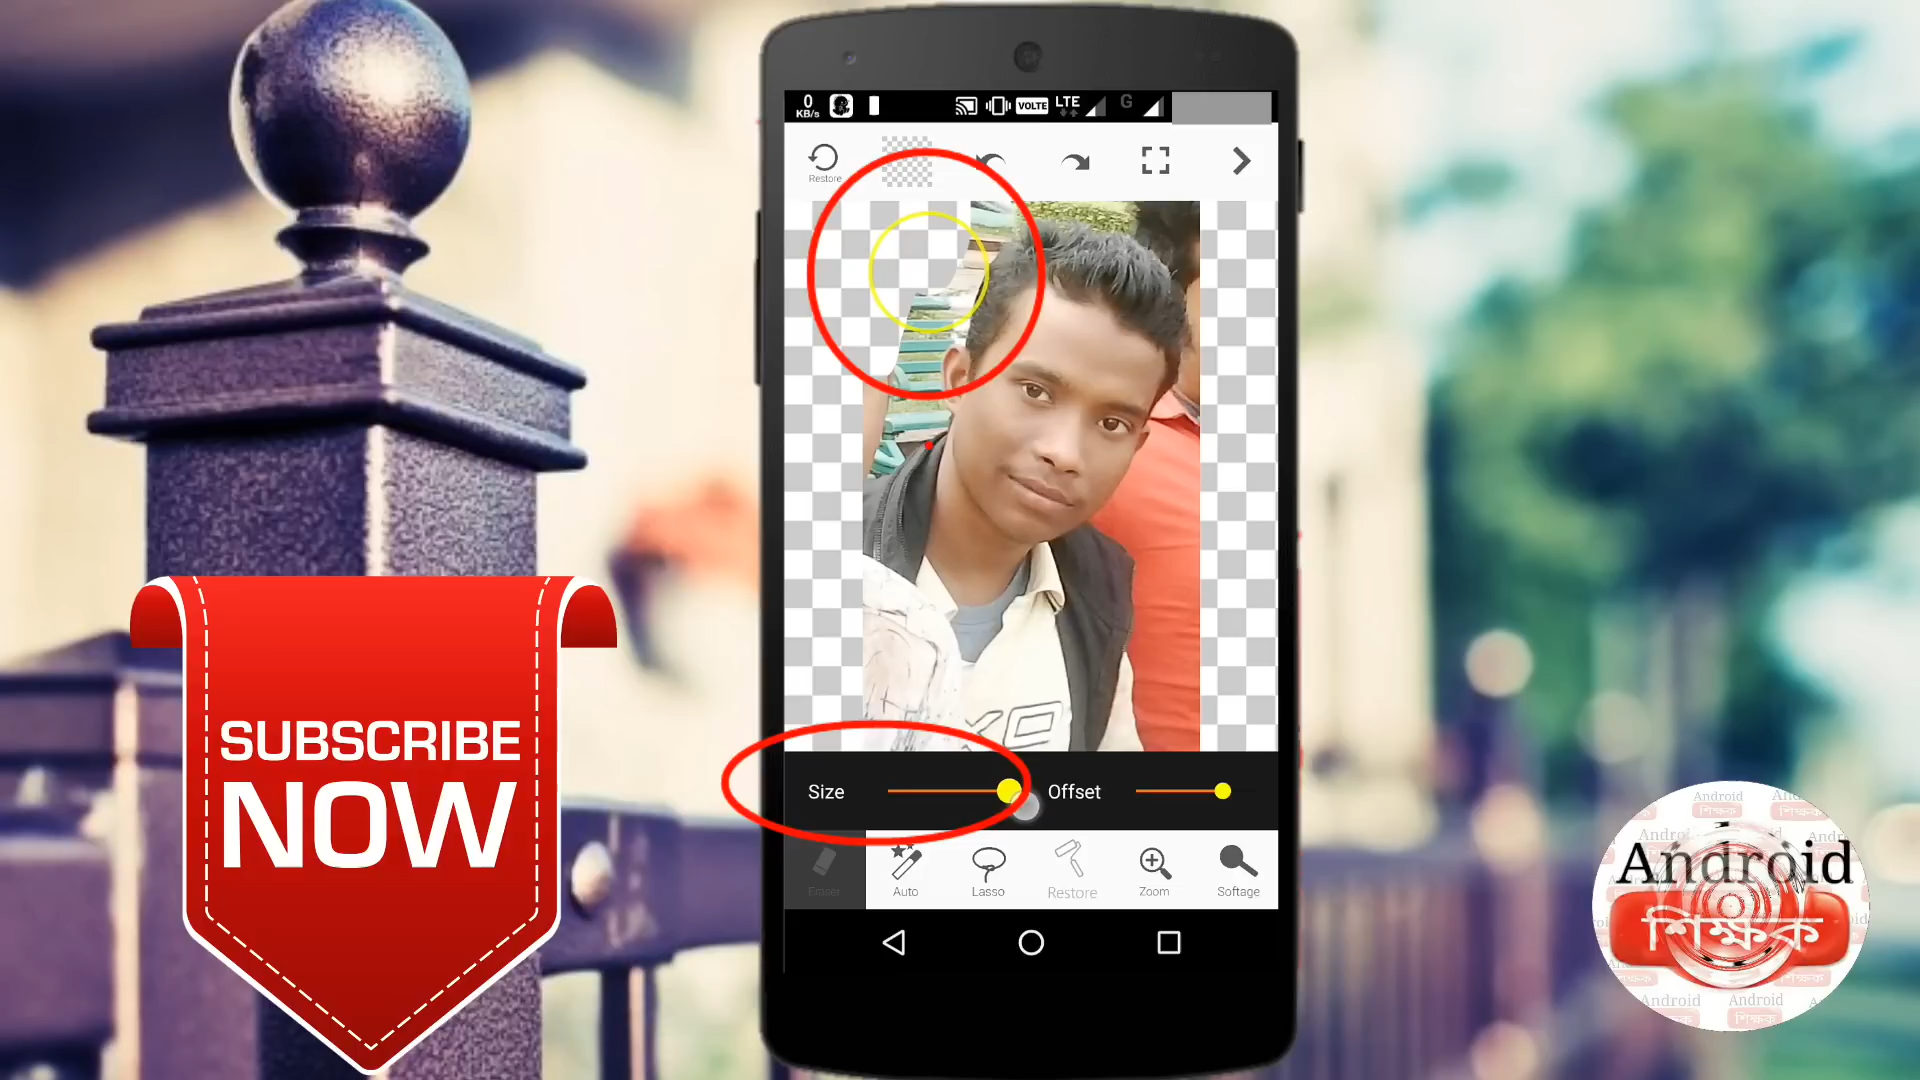 0
KB/s
VOLTE
LTE
G
Restore
Size
Offset
Eraser
Auto
Lasso
Restore
Zoom
Softage
SUBSCRIBE
NOW
Android
শিক্ষক